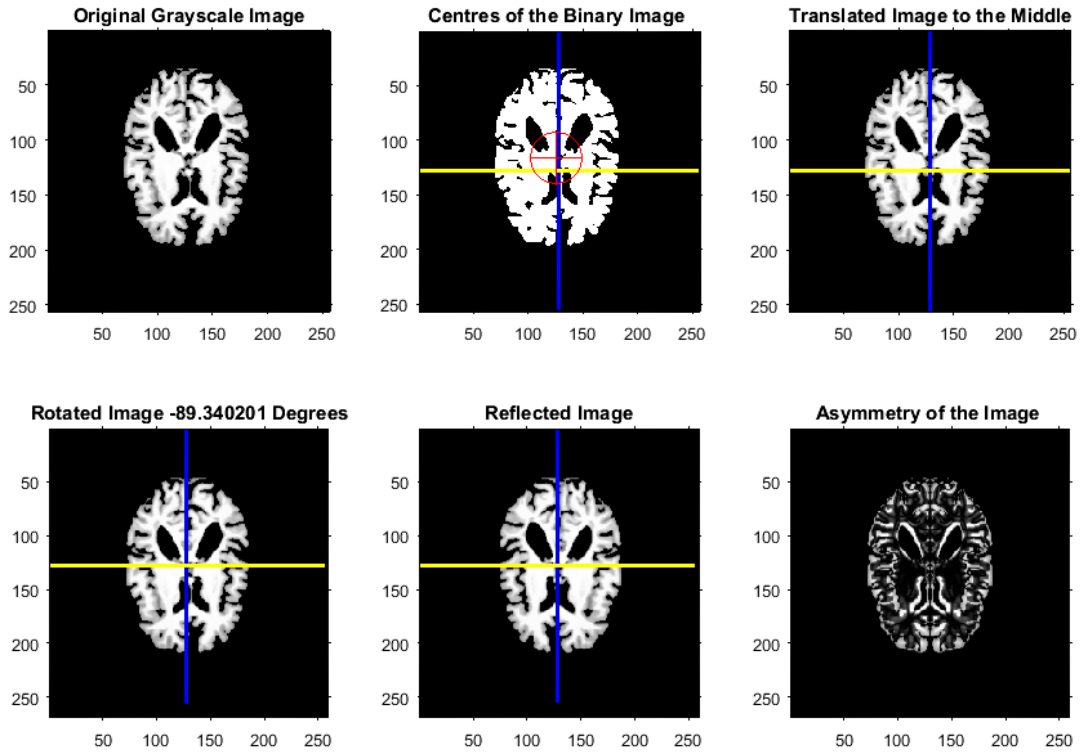 Original Grayscale Image
50
100
150
200
250
50 100 150 200 250
Centres of the Binary Image
50
100
150
200
250
50 100 150 200 250
Translated Image to the Middle
50
100
150
200
250
50 100 150 200 250
Rotated Image -89.340201 Degrees
50
100
150
200
250
50 100 150 200 250
Reflected Image
50
100
150
200
250
50 100 150 200 250
Asymmetry of the Image
50
100
150
200
250
50 100 150 200 250